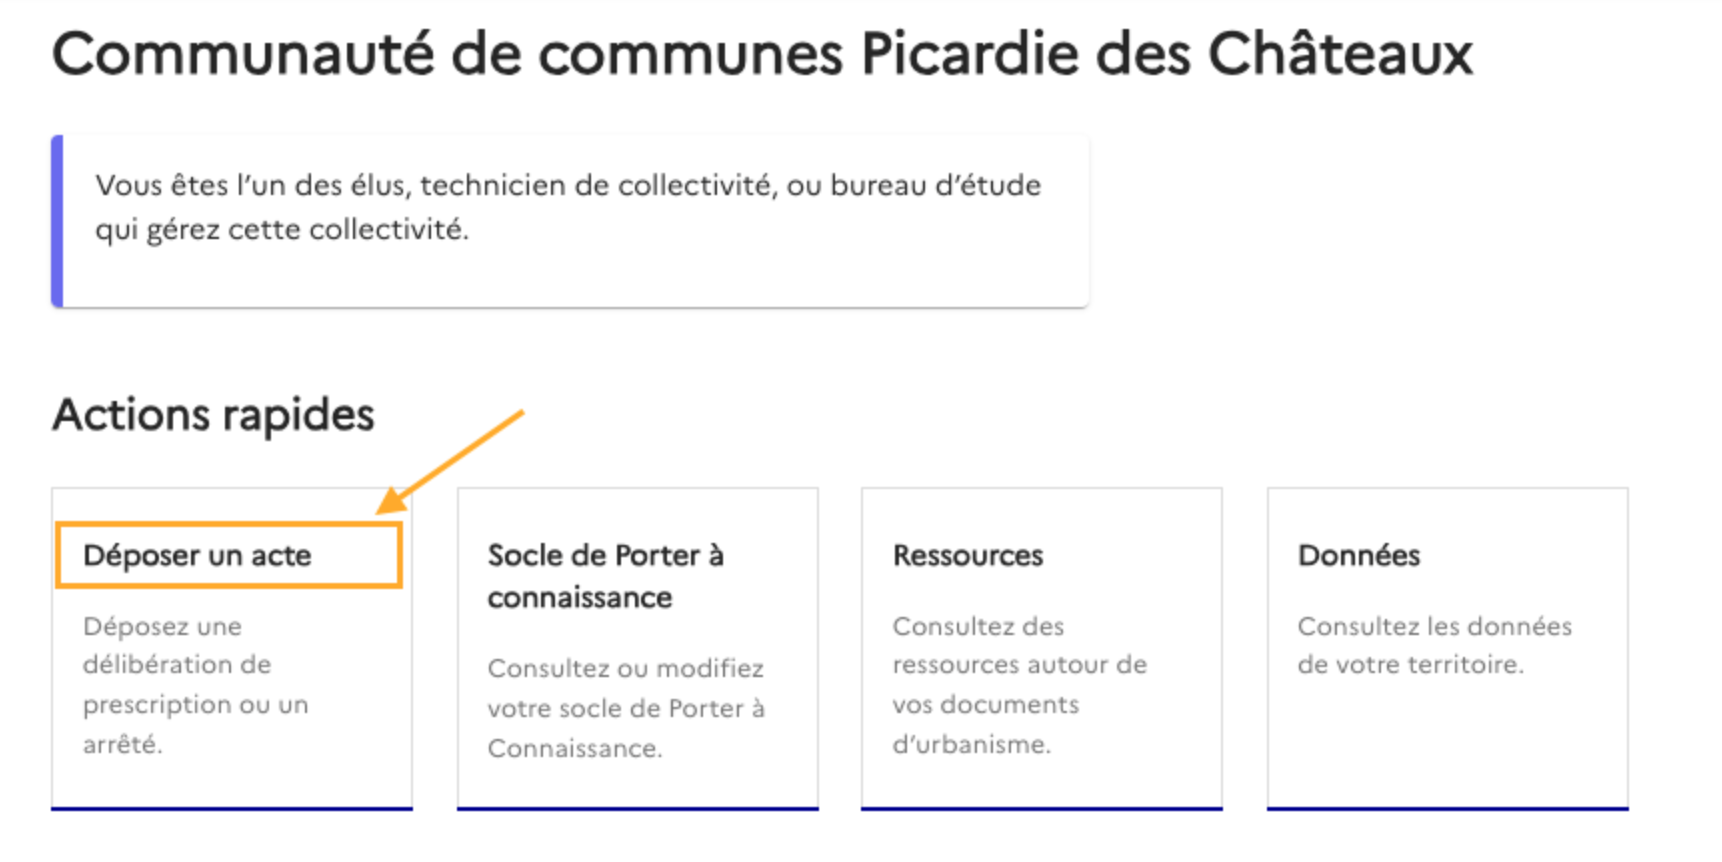 Communauté de communes Picardie des Châteaux
Vous êtes l’un des élus, technicien de collectivité, ou bureau d’étude
qui gérez cette collectivité.
Actions rapides
Déposer un acte
Déposez une
délibération de
prescription ou un
arrêté.
Socle de Porter à
connaissance
Consultez ou modifiez
votre socle de Porter à
Connaissance.
Ressources
Consultez des
ressources autour de
vos documents
d’urbanisme.
Données
Consultez les données
de votre territoire.